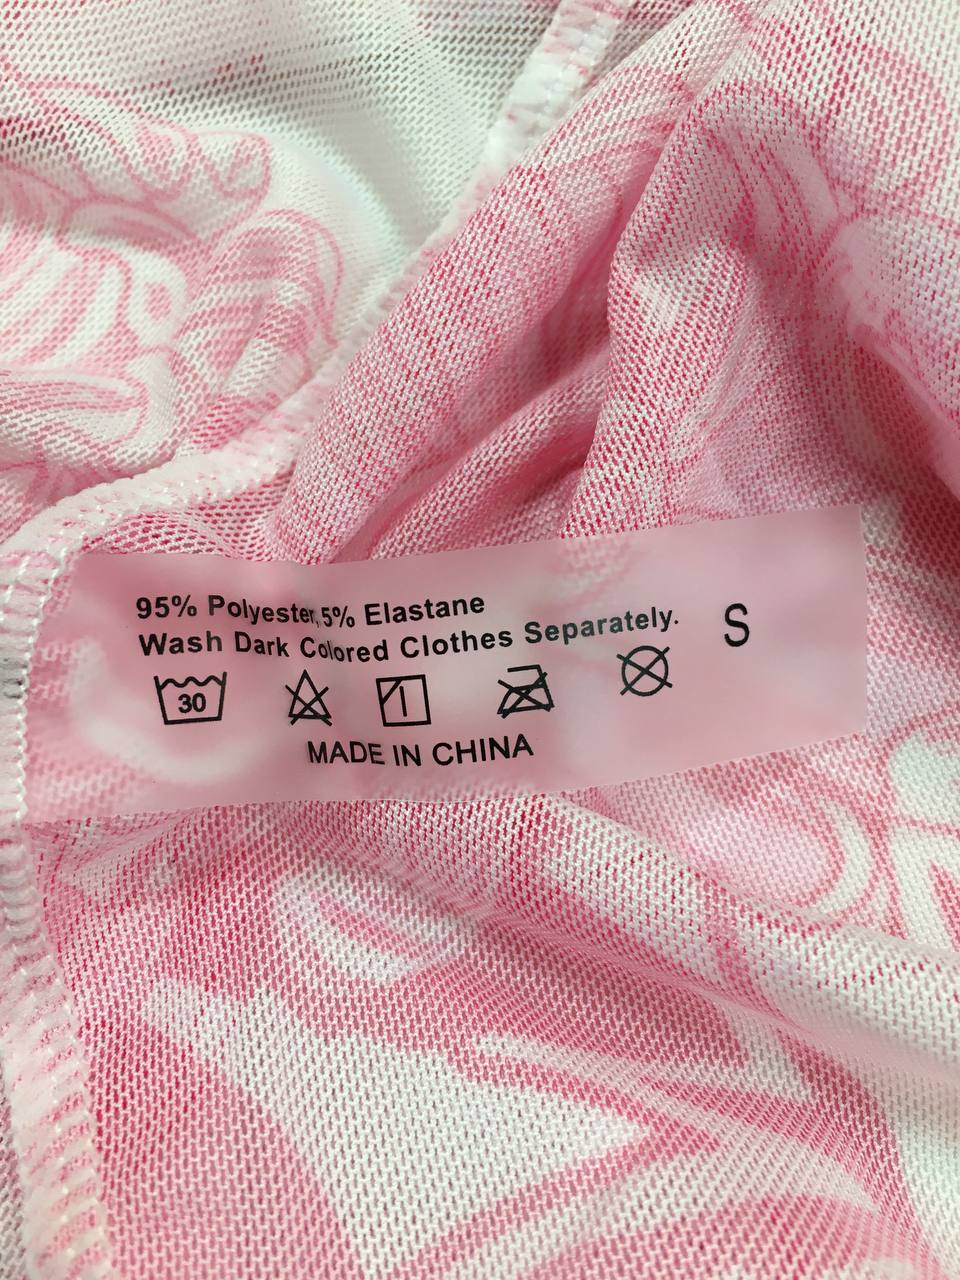 95% Polyester, 5% Elastane
Wash Dark Colored Clothes Separately.
S
30
MADE IN CHINA